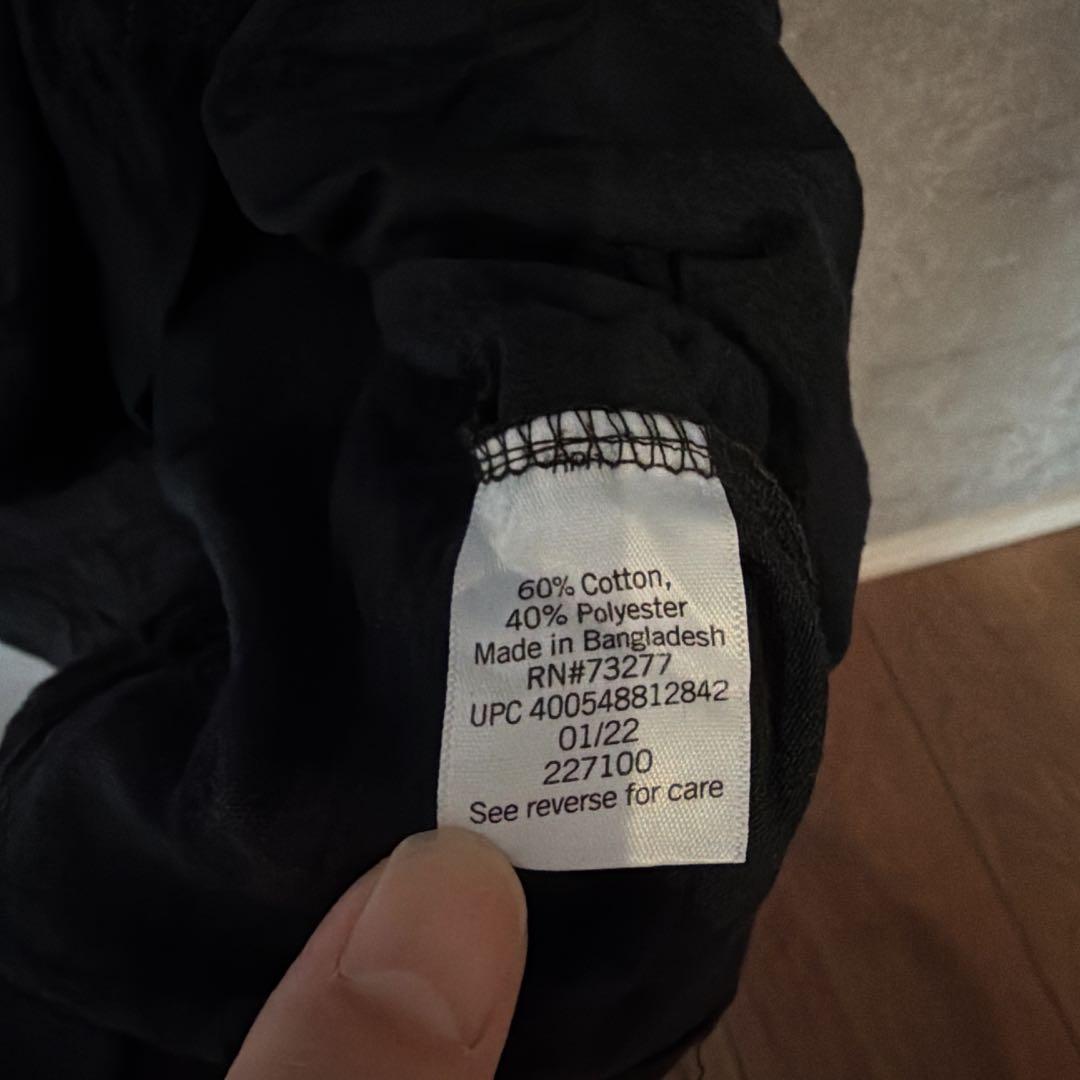 60% Cotton,
40% Polyester
Made in Bangladesh
RN#73277
UPC 400548812842
01/22
227100
See reverse for care